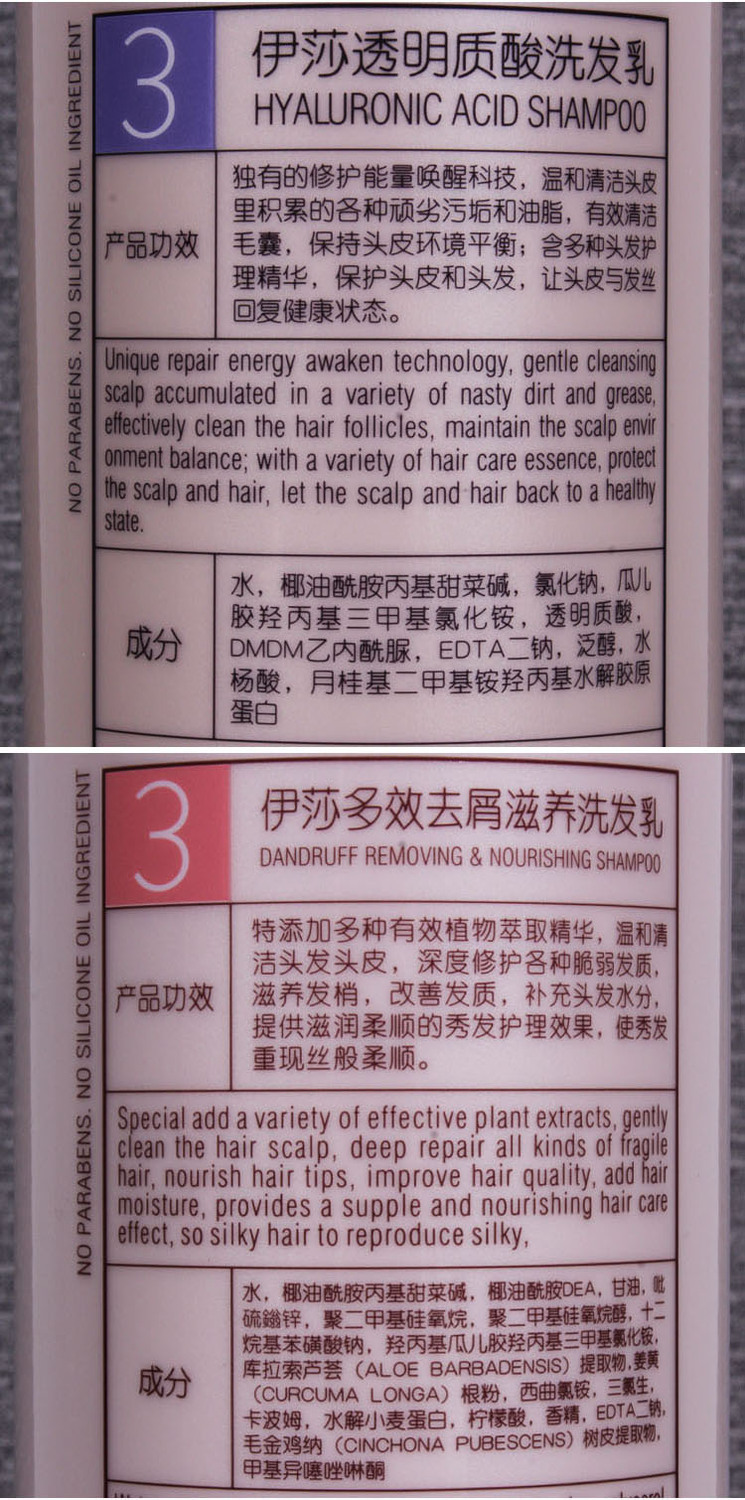 NO PARABENS. NO SILICONE OIL INGREDIENT
3
伊莎透明质酸洗发乳
HYALURONIC ACID SHAMPOO
产品功效
独有的修护能量唤醒科技，温和清洁头皮
里积累的各种顽劣污垢和油脂，有效清洁
毛囊，保持头皮环境平衡；含多种头发护
理精华，保护头皮和头发，让头皮与发丝
回复健康状态。
Unique repair energy awaken technology, gentle cleansing
scalp accumulated in a variety of nasty dirt and grease,
effectively clean the hair follicles, maintain the scalp envir
onment balance; with a variety of hair care essence, protect
the scalp and hair, let the scalp and hair back to a healthy
state.
成分
水，椰油酰胺丙基甜菜碱，氯化钠，瓜儿
胶羟丙基三甲基氯化铵，透明质酸，
DMDM乙内酰脲，EDTA二钠，泛醇，水
杨酸，月桂基二甲基铵羟丙基水解胶原
蛋白
NO PARABENS. NO SILICONE OIL INGREDIENT
3
伊莎多效去屑滋养洗发乳
DANDRUFF REMOVING & NOURISHING SHAMPOO
产品功效
特添加多种有效植物萃取精华，温和清
洁头发头皮，深度修护各种脆弱发质，
滋养发梢，改善发质，补充头发水分，
提供滋润柔顺的秀发护理效果，使秀发
重现丝般柔顺。
Special add a variety of effective plant extracts, gently
clean the hair scalp, deep repair all kinds of fragile
hair, nourish hair tips, improve hair quality, add hair
moisture, provides a supple and nourishing hair care
effect, so silky hair to reproduce silky,
成分
水，椰油酰胺丙基甜菜碱，椰油酰胺DEA，甘油，吡
硫鎓锌，聚二甲基硅氧烷，聚二甲基硅氧烷醇，十二
烷基苯磺酸钠，羟丙基瓜儿胶羟丙基三甲基氯化铵，
库拉索芦荟（ALOE BARBADENSIS）提取物,姜黄
（CURCUMA LONGA）根粉，西曲氯铵，三氯生，
卡波姆，水解小麦蛋白，柠檬酸，香精，EDTA二钠，
毛金鸡纳（CINCHONA PUBESCENS）树皮提取物，
甲基异噻唑啉酮